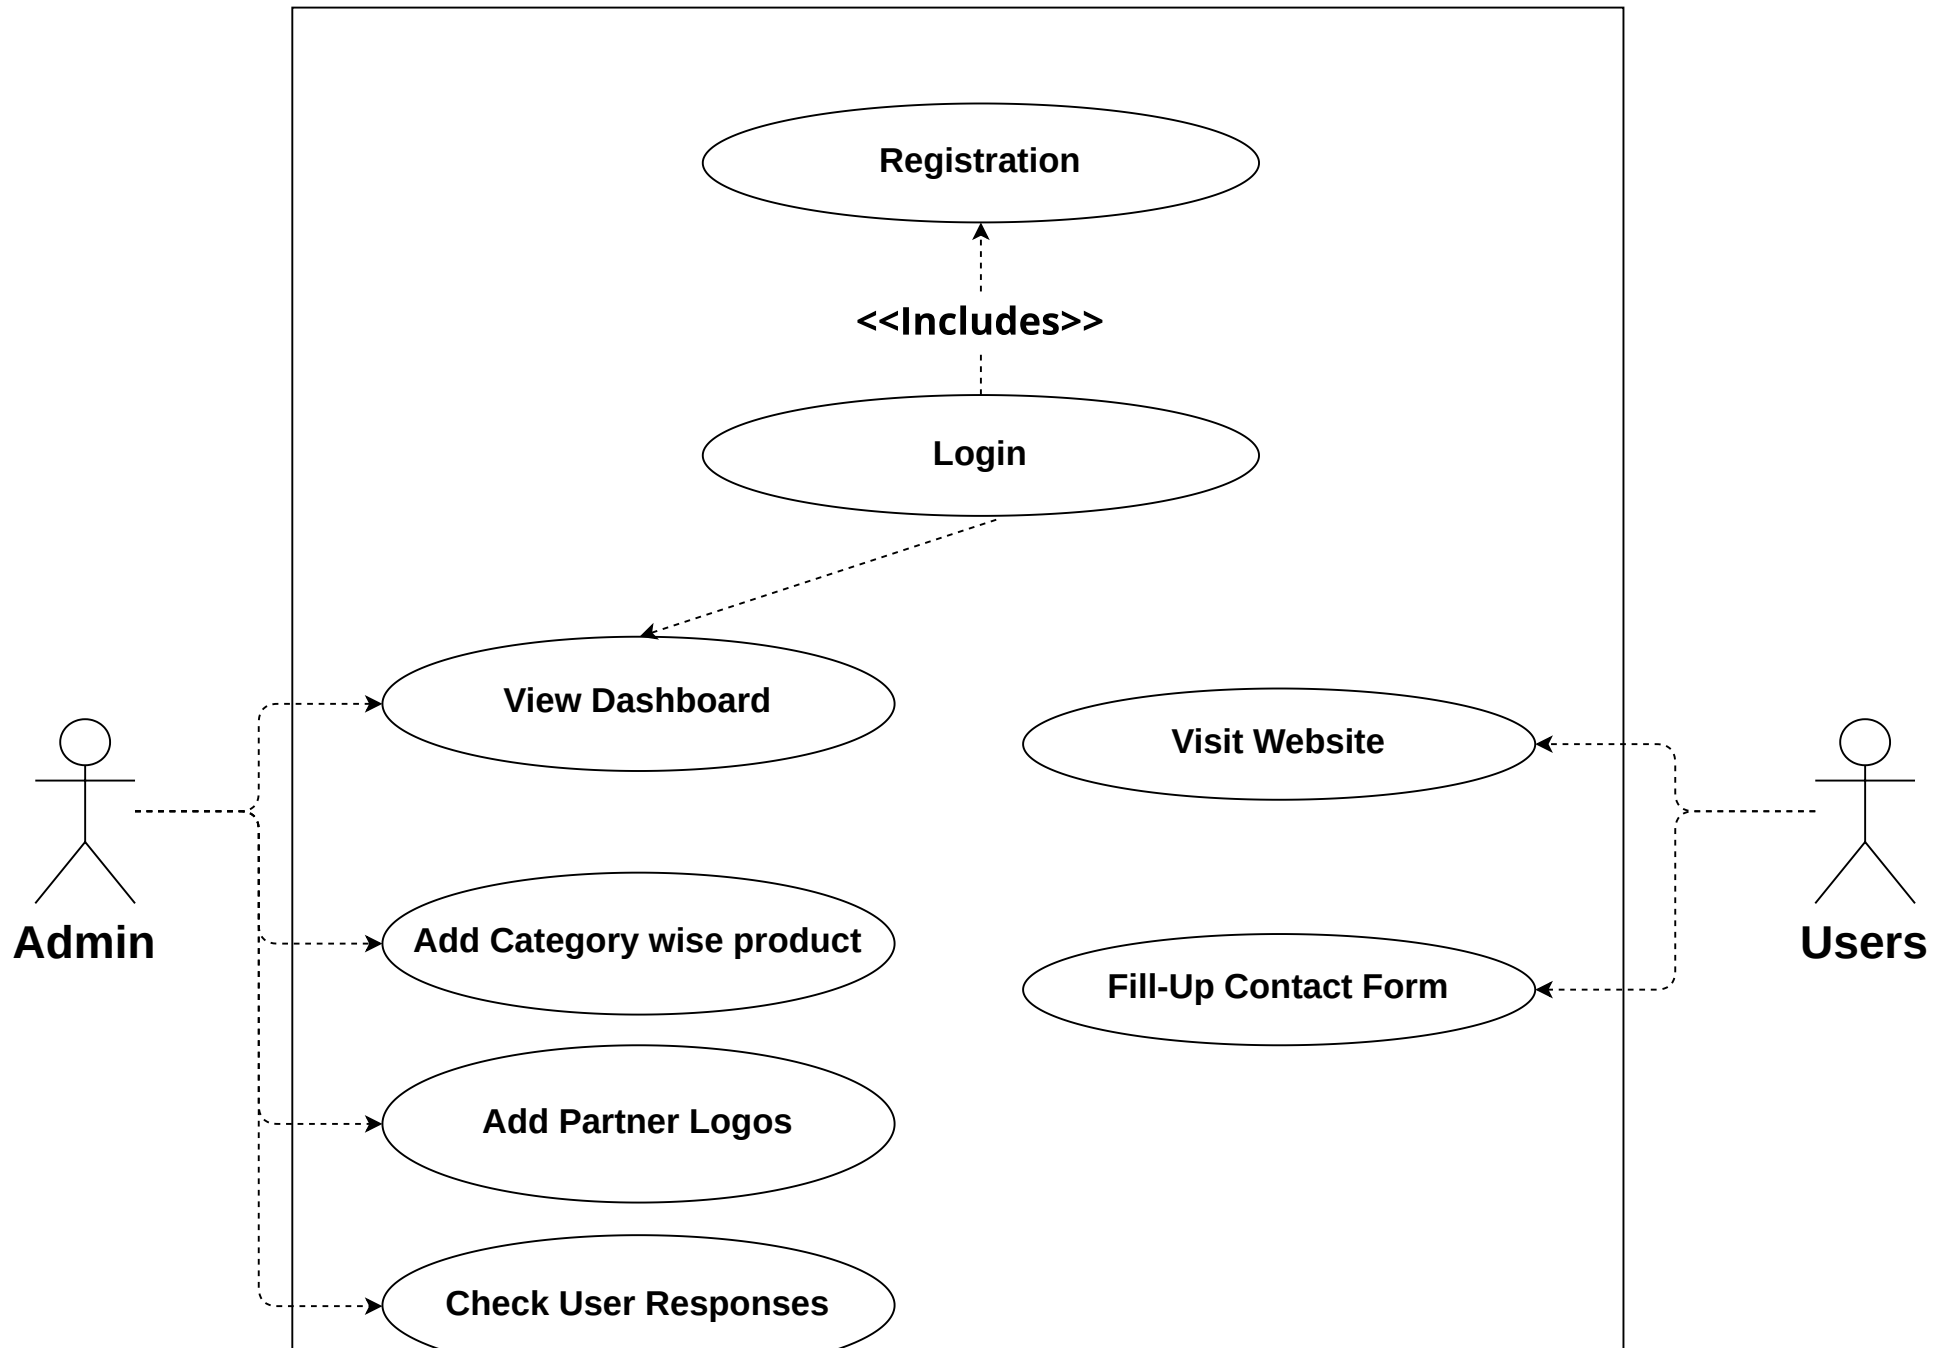 Registration
<<Includes>>
Login
View Dashboard
Visit Website
Admin
Add Category wise product
Users
Fill-Up Contact Form
Add Partner Logos
Check User Responses